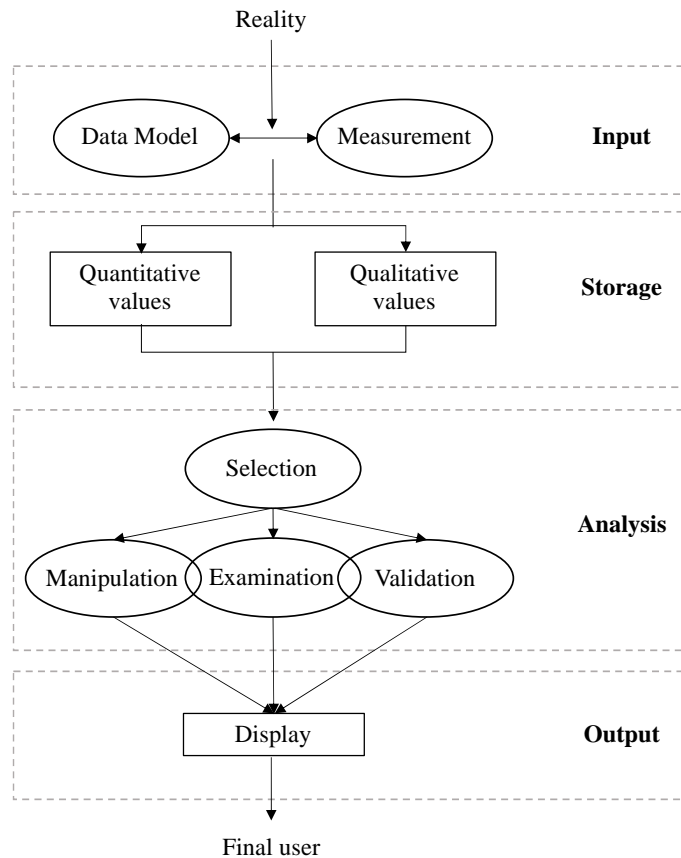 Reality
Data Model
Measurement
Input
Quantitative
values
Qualitative
values
Storage
Selection
Analysis
Manipulation
Examination
Validation
Display
Output
Final user